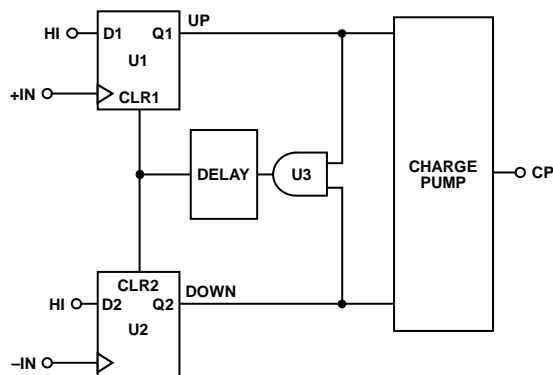 UP
HI D1 Q1
U1
+IN CLR1
DELAY U3 CHARGE
PUMP CP
CLR2 DOWN
HI D2 Q2
U2
–IN